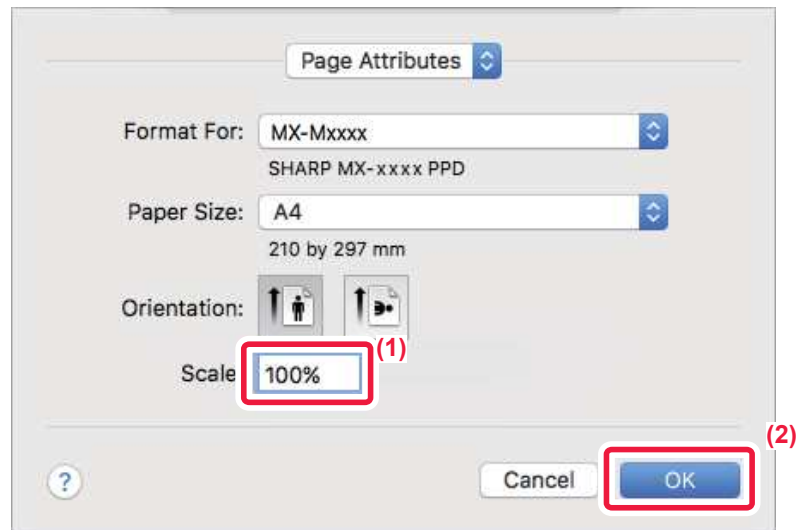 Page Attributes
Format For: MX-Mxxxx
SHARP MX-xxxx PPD
Paper Size: A4
210 by 297 mm
Orientation:
(1)
Scale 100%
(2)
? Cancel OK